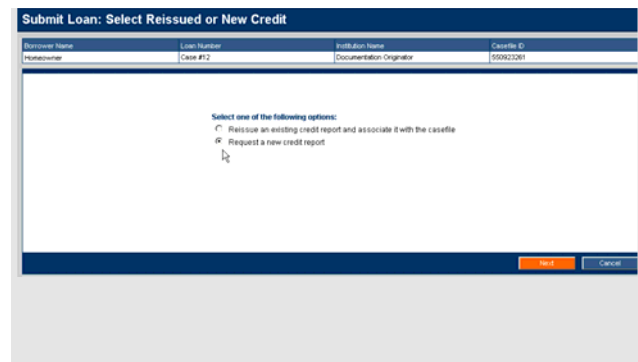 Submit Loan: Select Reissued or New Credit
Borrower Name Loan Number Institution Name Casefile ID
Homeowner Case #12 Documentation Originator 550923261
Select one of the following options:
Reissue an existing credit report and associate it with the casefile
Request a new credit report
Next Cancel